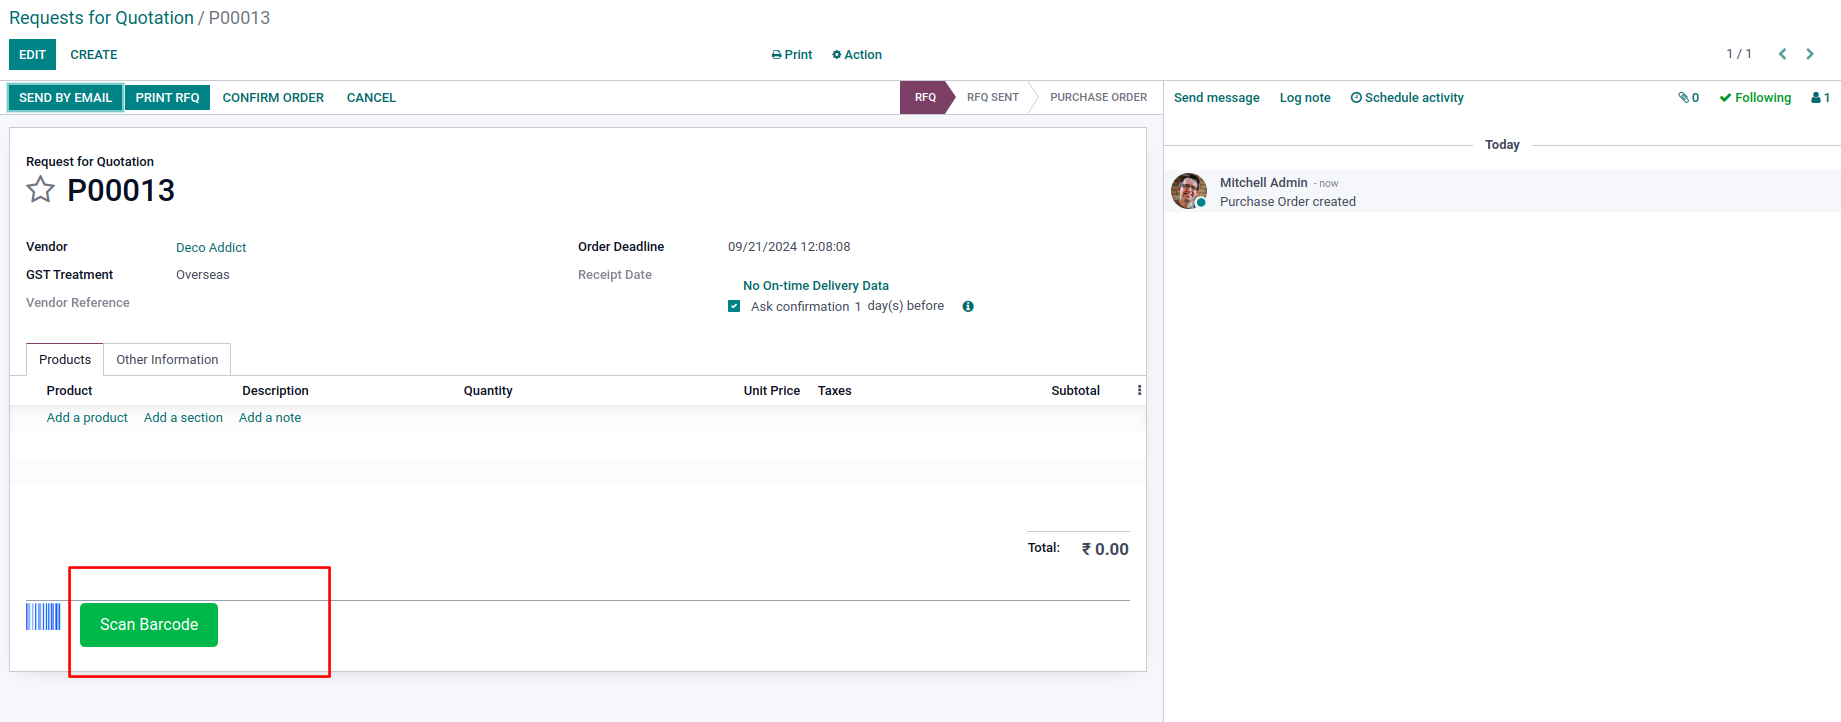 Requests for Quotation / P00013
EDIT CREATE Print Action 1 / 1
SEND BY EMAIL PRINT RFQ CONFIRM ORDER CANCEL RFQ RFQ SENT PURCHASE ORDER
Send message Log note Schedule activity 0 Following 1
Today
Mitchell Admin - now
Purchase Order created
Request for Quotation
P00013
Vendor Deco Addict Order Deadline 09/21/2024 12:08:08
GST Treatment Overseas Receipt Date
No On-time Delivery Data
Vendor Reference Ask confirmation 1 day(s) before
Products Other Information
Product Description Quantity Unit Price Taxes Subtotal
Add a product Add a section Add a note
Total: ₹ 0.00
Scan Barcode